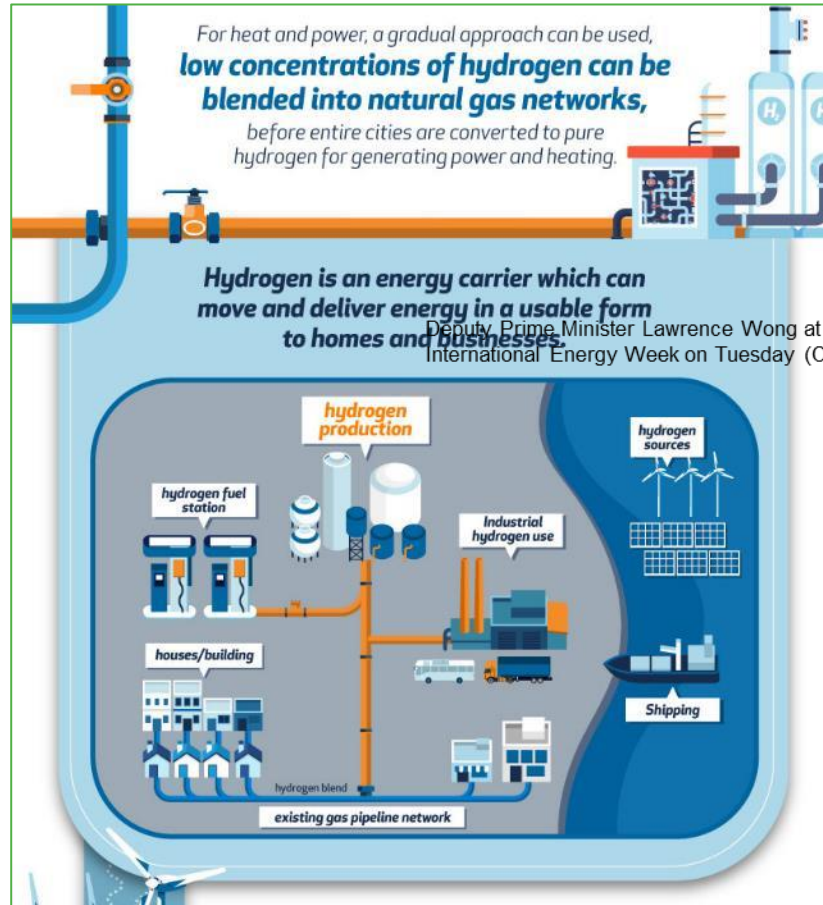 For heat and power, a gradual approach can be used,
low concentrations of hydrogen can be
blended into natural gas networks,
before entire cities are converted to pure
hydrogen for generating power and heating.
H₂
H
Hydrogen is an energy carrier which can
move and deliver energy in a usable form
to homes and businesses.
Deputy Prime Minister Lawrence Wong at
International Energy Week on Tuesday (O
hydrogen
production
hydrogen
sources
hydrogen fuel
station
Industrial
hydrogen use
houses/building
Shipping
hydrogen blend
existing gas pipeline network